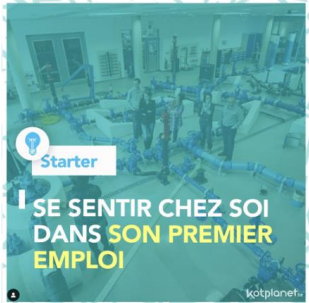 Starter
SE SENTIR CHEZ SOI
DANS SON PREMIER
EMPLOI
kotplanet